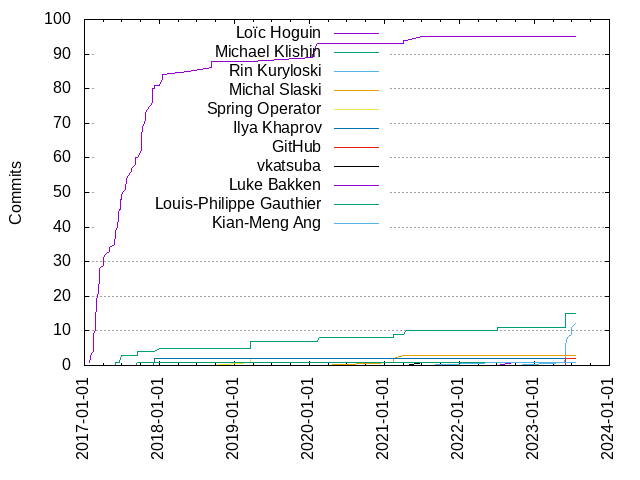 100
90
80
70
60
50
40
30
20
10
0
Commits
Loïc Hoguin
Michael Klishin
Rin Kuryloski
Michal Slaski
Spring Operator
Ilya Khaprov
GitHub
vkatsuba
Luke Bakken
Louis-Philippe Gauthier
Kian-Meng Ang
2017-01-01
2018-01-01
2019-01-01
2020-01-01
2021-01-01
2022-01-01
2023-01-01
2024-01-01